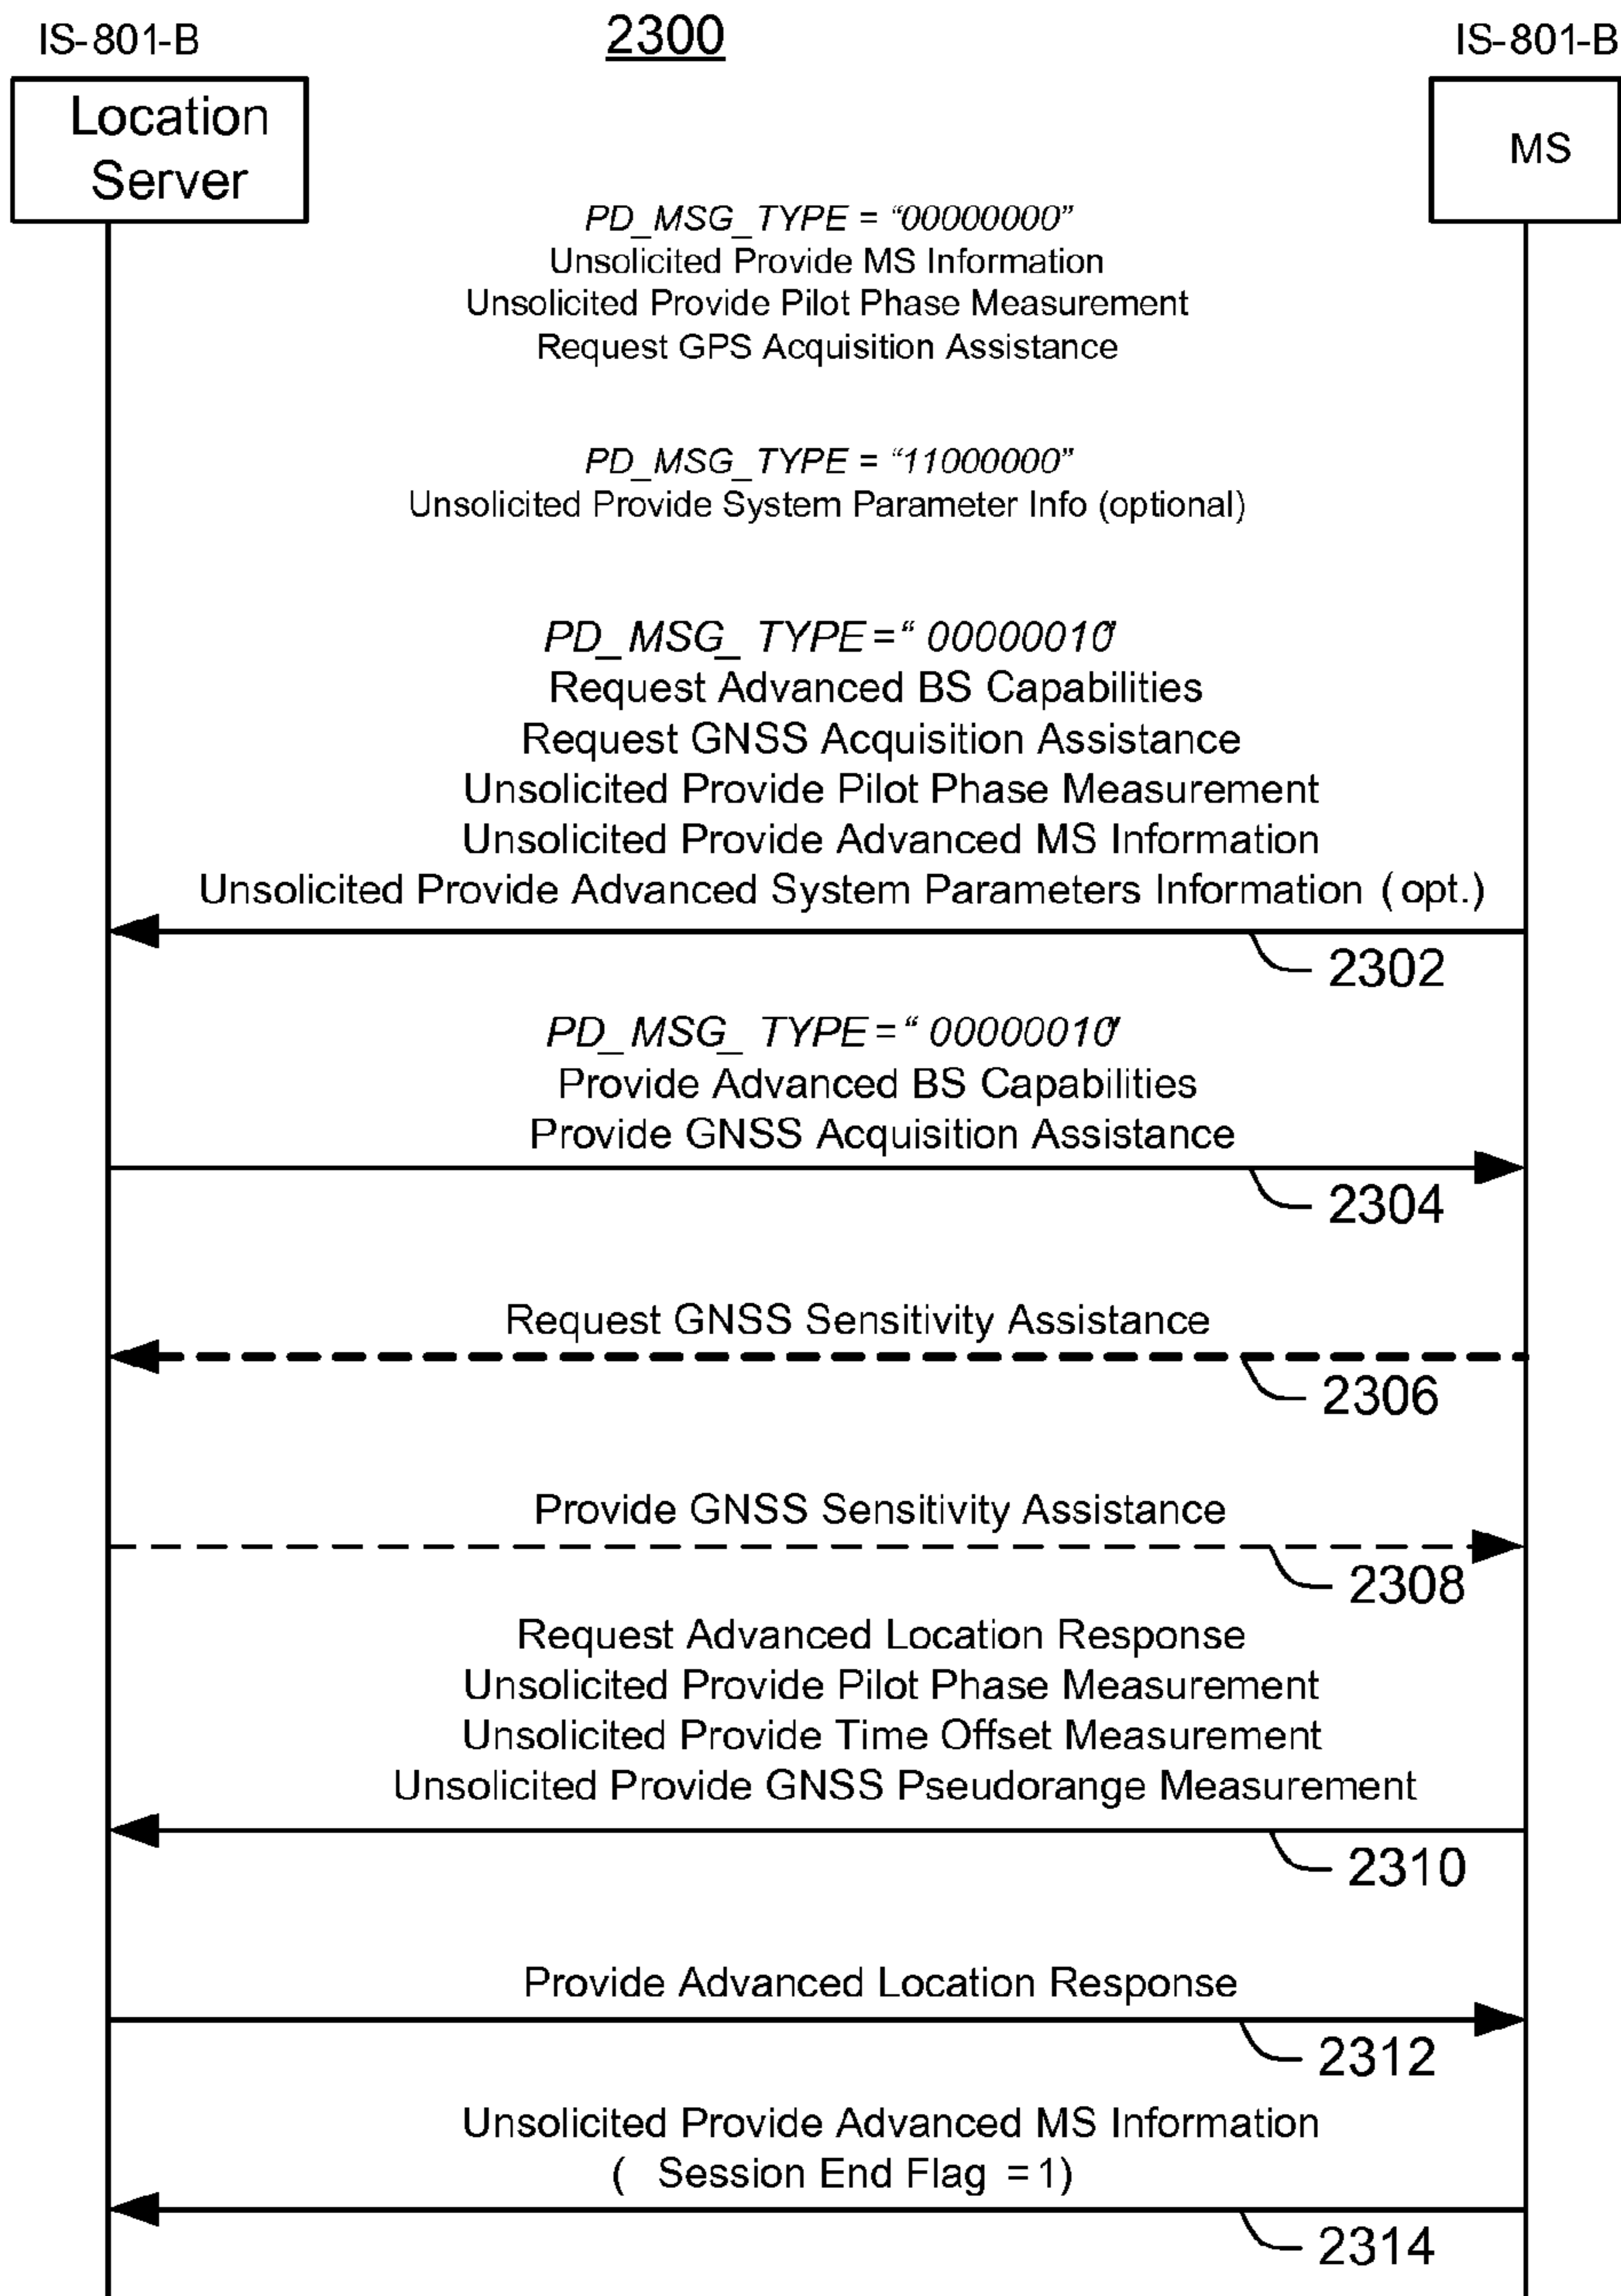 IS-801-B
2300
IS-801-B
Location
Server
MS
PD_MSG_TYPE = “00000000”
Unsolicited Provide MS Information
Unsolicited Provide Pilot Phase Measurement
Request GPS Acquisition Assistance
PD_MSG_TYPE = “11000000”
Unsolicited Provide System Parameter Info (optional)
PD_MSG_ TYPE =“ 00000010”
Request Advanced BS Capabilities
Request GNSS Acquisition Assistance
Unsolicited Provide Pilot Phase Measurement
Unsolicited Provide Advanced MS Information
Unsolicited Provide Advanced System Parameters Information ( opt.)
2302
PD_MSG_ TYPE =“ 00000010”
Provide Advanced BS Capabilities
Provide GNSS Acquisition Assistance
2304
Request GNSS Sensitivity Assistance
2306
Provide GNSS Sensitivity Assistance
2308
Request Advanced Location Response
Unsolicited Provide Pilot Phase Measurement
Unsolicited Provide Time Offset Measurement
Unsolicited Provide GNSS Pseudorange Measurement
2310
Provide Advanced Location Response
2312
Unsolicited Provide Advanced MS Information
( Session End Flag = 1)
2314